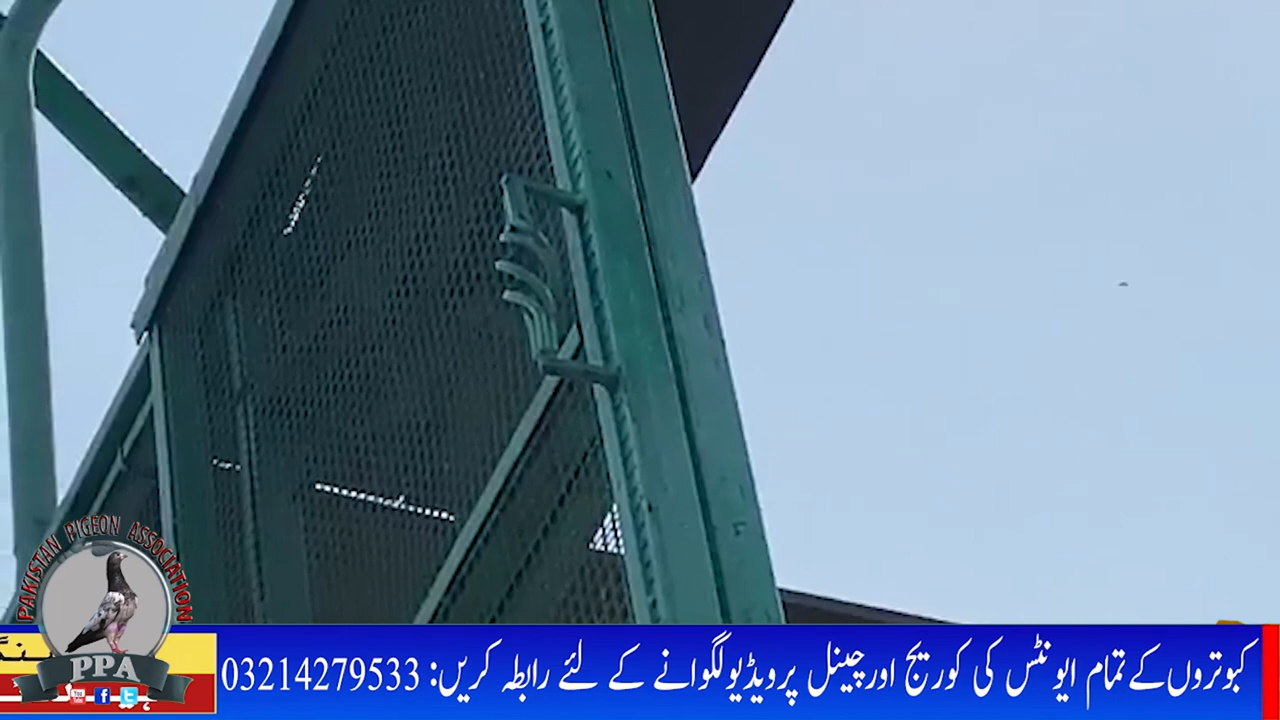 PAKISTAN PIGEON ASSOCIATION
PPA
کبوتروں کے تمام ایونٹس کی کوریج اور چینل پر ویڈیو لگوانے کے لئے رابطہ کریں: 03214279533